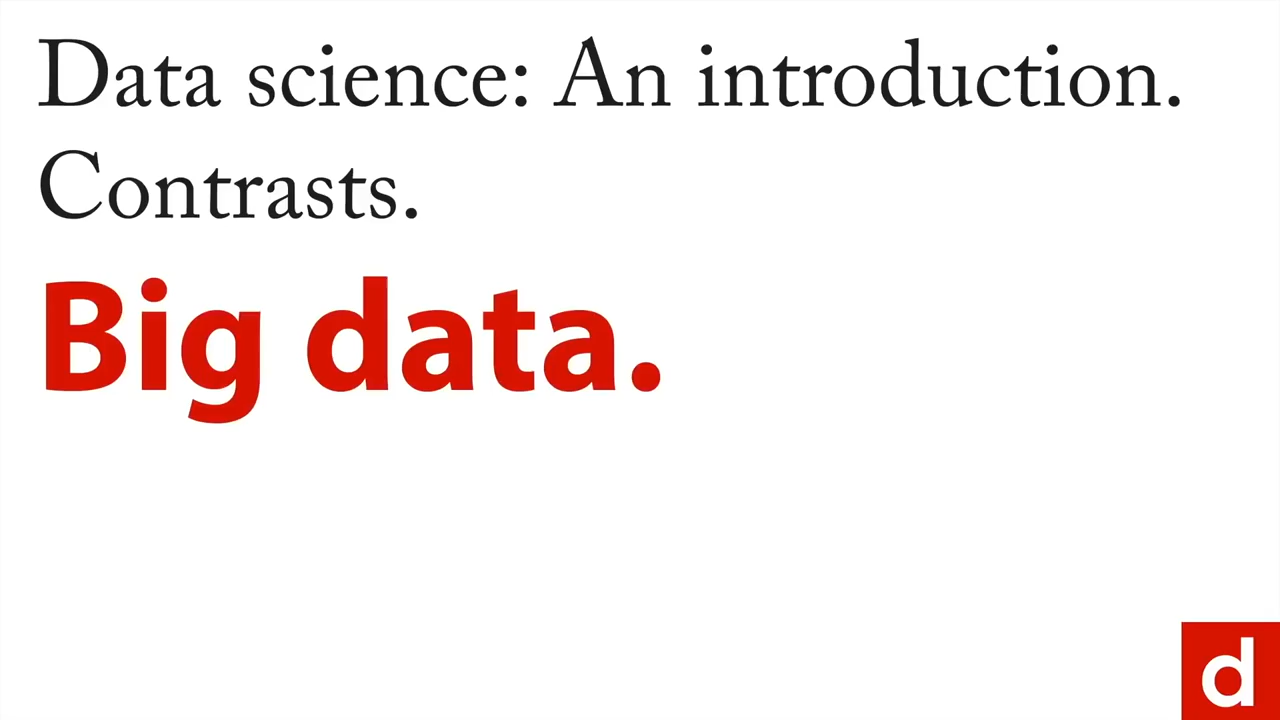 Data science: An introduction.
Contrasts.
Big data.
d